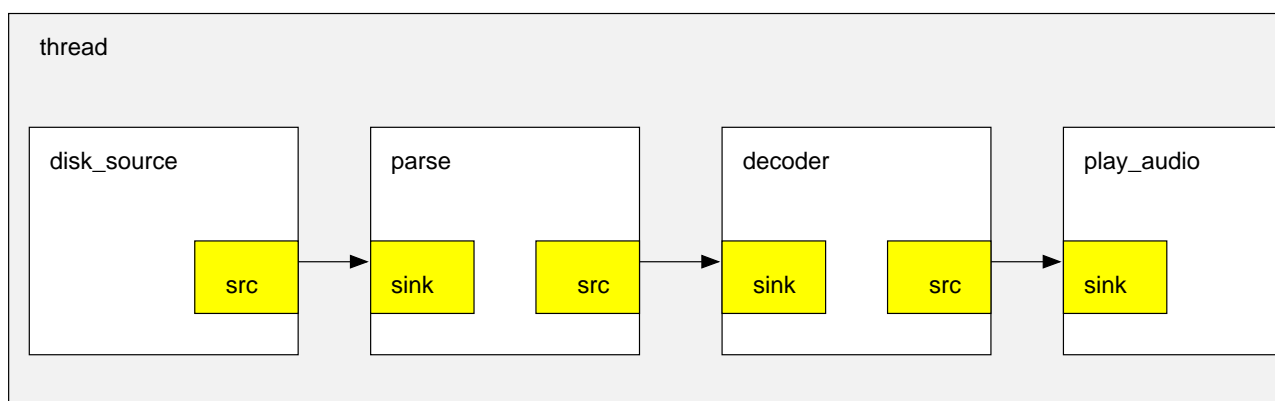 thread
disk_source parse decoder play_audio
src sink src sink src sink